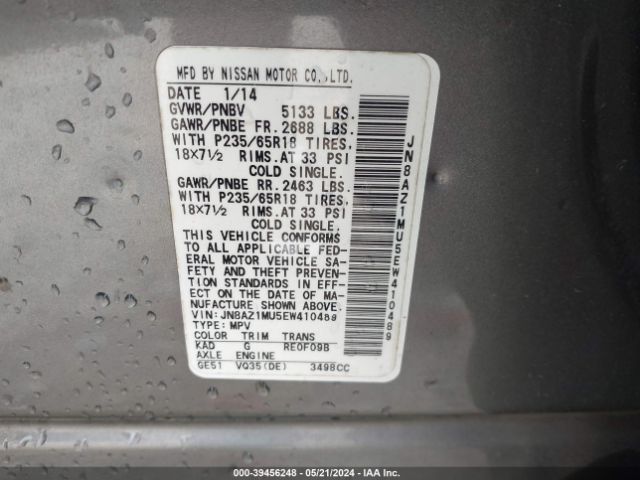 MFD BY NISSAN MOTOR CO.,LTD.
DATE 1/14
GVWR/PNBV 5133 LBS.
GAWR/PNBE FR. 2688 LBS.
WITH P235/65R18 TIRES,
18X7½ RIMS.AT 33 PSI
COLD SINGLE.
GAWR/PNBE RR. 2463 LBS.
WITH P235/65R18 TIRES,
18X7½ RIMS.AT 33 PSI
COLD SINGLE.
THIS VEHICLE CONFORMS
TO ALL APPLICABLE FED-
ERAL MOTOR VEHICLE SA-
FETY AND THEFT PREVEN-
TION STANDARDS IN EFF-
ECT ON THE DATE OF MA-
NUFACTURE SHOWN ABOVE.
VIN: JN8AZ1MU5EW410489
TYPE: MPV
COLOR TRIM TRANS
KAD G RE0F09B
AXLE ENGINE
GE51 VQ35(DE) 3498CC
JN8AZ1MU5EW410489
000-39456248 - 05/21/2024 - IAA Inc.